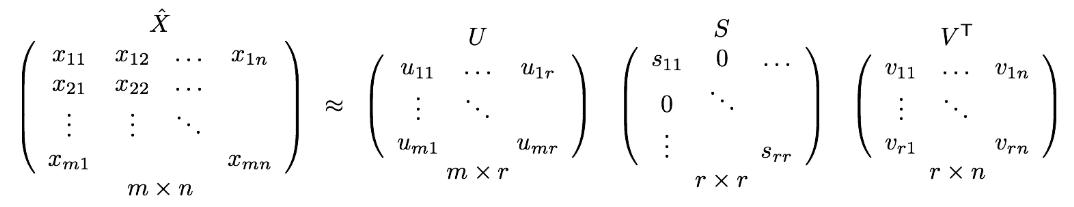 X̂ U S Vᵀ
x₁₁ x₁₂ … x₁ₙ u₁₁ … u₁ᵣ s₁₁ 0 … v₁₁ … v₁ₙ
x₂₁ x₂₂ … ≈ ⋮ ⋱ 0 ⋱ ⋮ ⋱
⋮ ⋮ ⋱ uₘ₁ uₘᵣ ⋮ sᵣᵣ vᵣ₁ vᵣₙ
xₘ₁ xₘₙ
m × n m × r r × r r × n